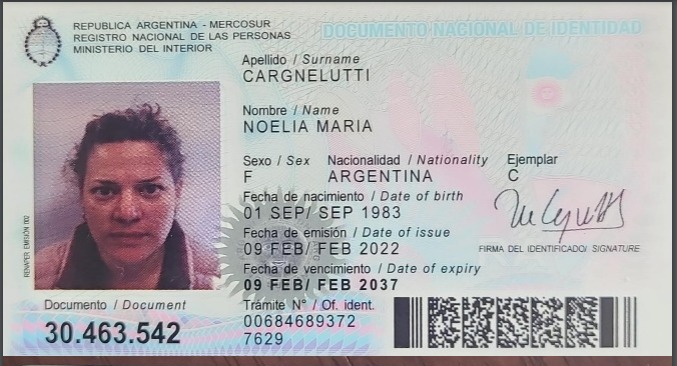 REPUBLICA ARGENTINA - MERCOSUR
REGISTRO NACIONAL DE LAS PERSONAS
MINISTERIO DEL INTERIOR
DOCUMENTO NACIONAL DE IDENTIDAD
Apellido / Surname
CARGNELUTTI
Nombre / Name
NOELIA MARIA
Sexo / Sex Nacionalidad / Nationality Ejemplar
F ARGENTINA C
Fecha de nacimiento / Date of birth
01 SEP/ SEP 1983
Fecha de emisión / Date of issue
09 FEB/ FEB 2022
FIRMA DEL IDENTIFICADO/ SIGNATURE
Fecha de vencimiento / Date of expiry
09 FEB/ FEB 2037
RENAPER EMISIÓN 002
Documento / Document
30.463.542
Trámite N° / Of. ident.
00684689372
7629